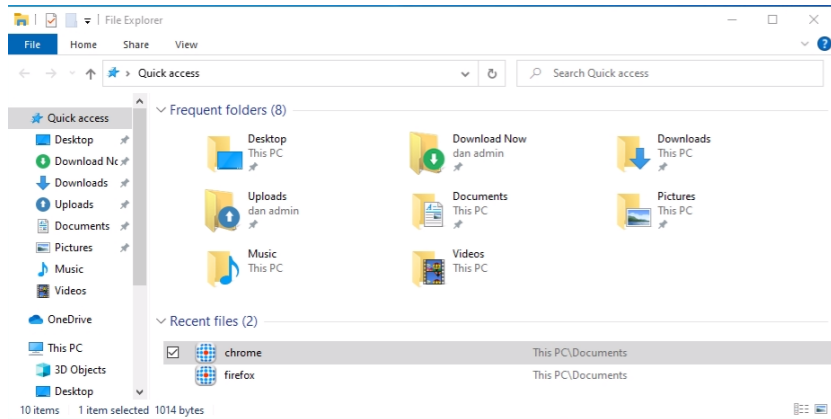 File Explorer
File Home Share View
Quick access Search Quick access
Quick access
Desktop
Download Nc
Downloads
Uploads
Documents
Pictures
Music
Videos
OneDrive
This PC
3D Objects
Desktop
Frequent folders (8)
Desktop
This PC
Download Now
dan admin
Downloads
This PC
Uploads
dan admin
Documents
This PC
Pictures
This PC
Music
This PC
Videos
This PC
Recent files (2)
chrome This PC\Documents
firefox This PC\Documents
10 items 1 item selected 1014 bytes